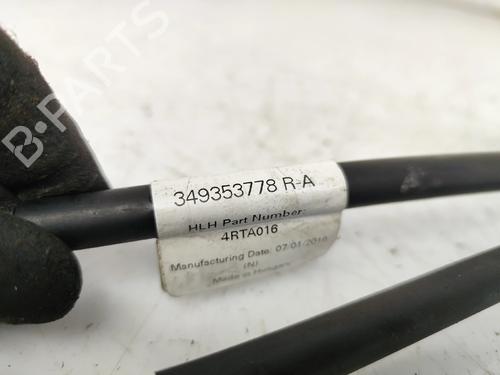 349353778 R-A
HLH Part Number:
4RTA016
Manufacturing Date: 07/01/2016
(N)
Made in Hungary
B-PARTS